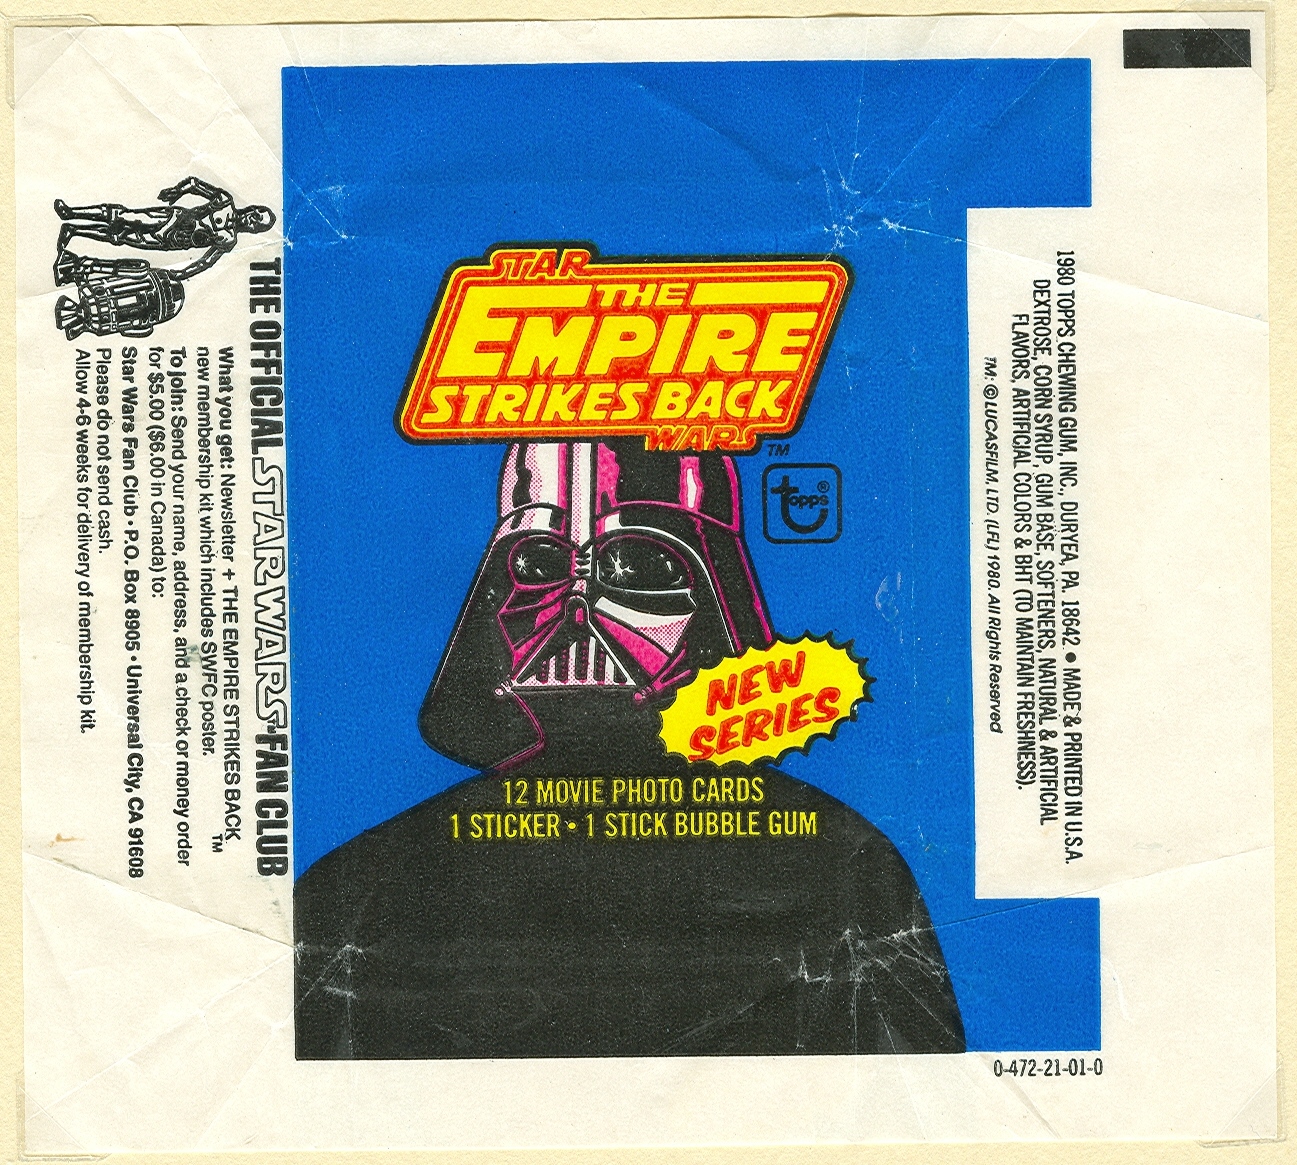 STAR
THE
EMPIRE
STRIKES BACK
WARS TM
topps ®
NEW
SERIES
12 MOVIE PHOTO CARDS
1 STICKER • 1 STICK BUBBLE GUM
THE OFFICIAL STAR WARS FAN CLUB
TM
What you get: Newsletter + THE EMPIRE STRIKES BACK
new membership kit which includes SWFC poster.
To join: Send your name, address, and a check or money order
for $5.00 ($6.00 in Canada) to:
Star Wars Fan Club • P.O. Box 8905 • Universal City, CA 91608
Please do not send cash.
Allow 4-6 weeks for delivery of membership kit.
1980 TOPPS CHEWING GUM, INC., DURYEA, PA. 18642. • MADE & PRINTED IN U.S.A.
DEXTROSE, CORN SYRUP, GUM BASE, SOFTENERS, NATURAL & ARTIFICIAL
FLAVORS, ARTIFICIAL COLORS & BHT (TO MAINTAIN FRESHNESS).
TM: © LUCASFILM, LTD. (LFL) 1980. All Rights Reserved
0-472-21-01-0